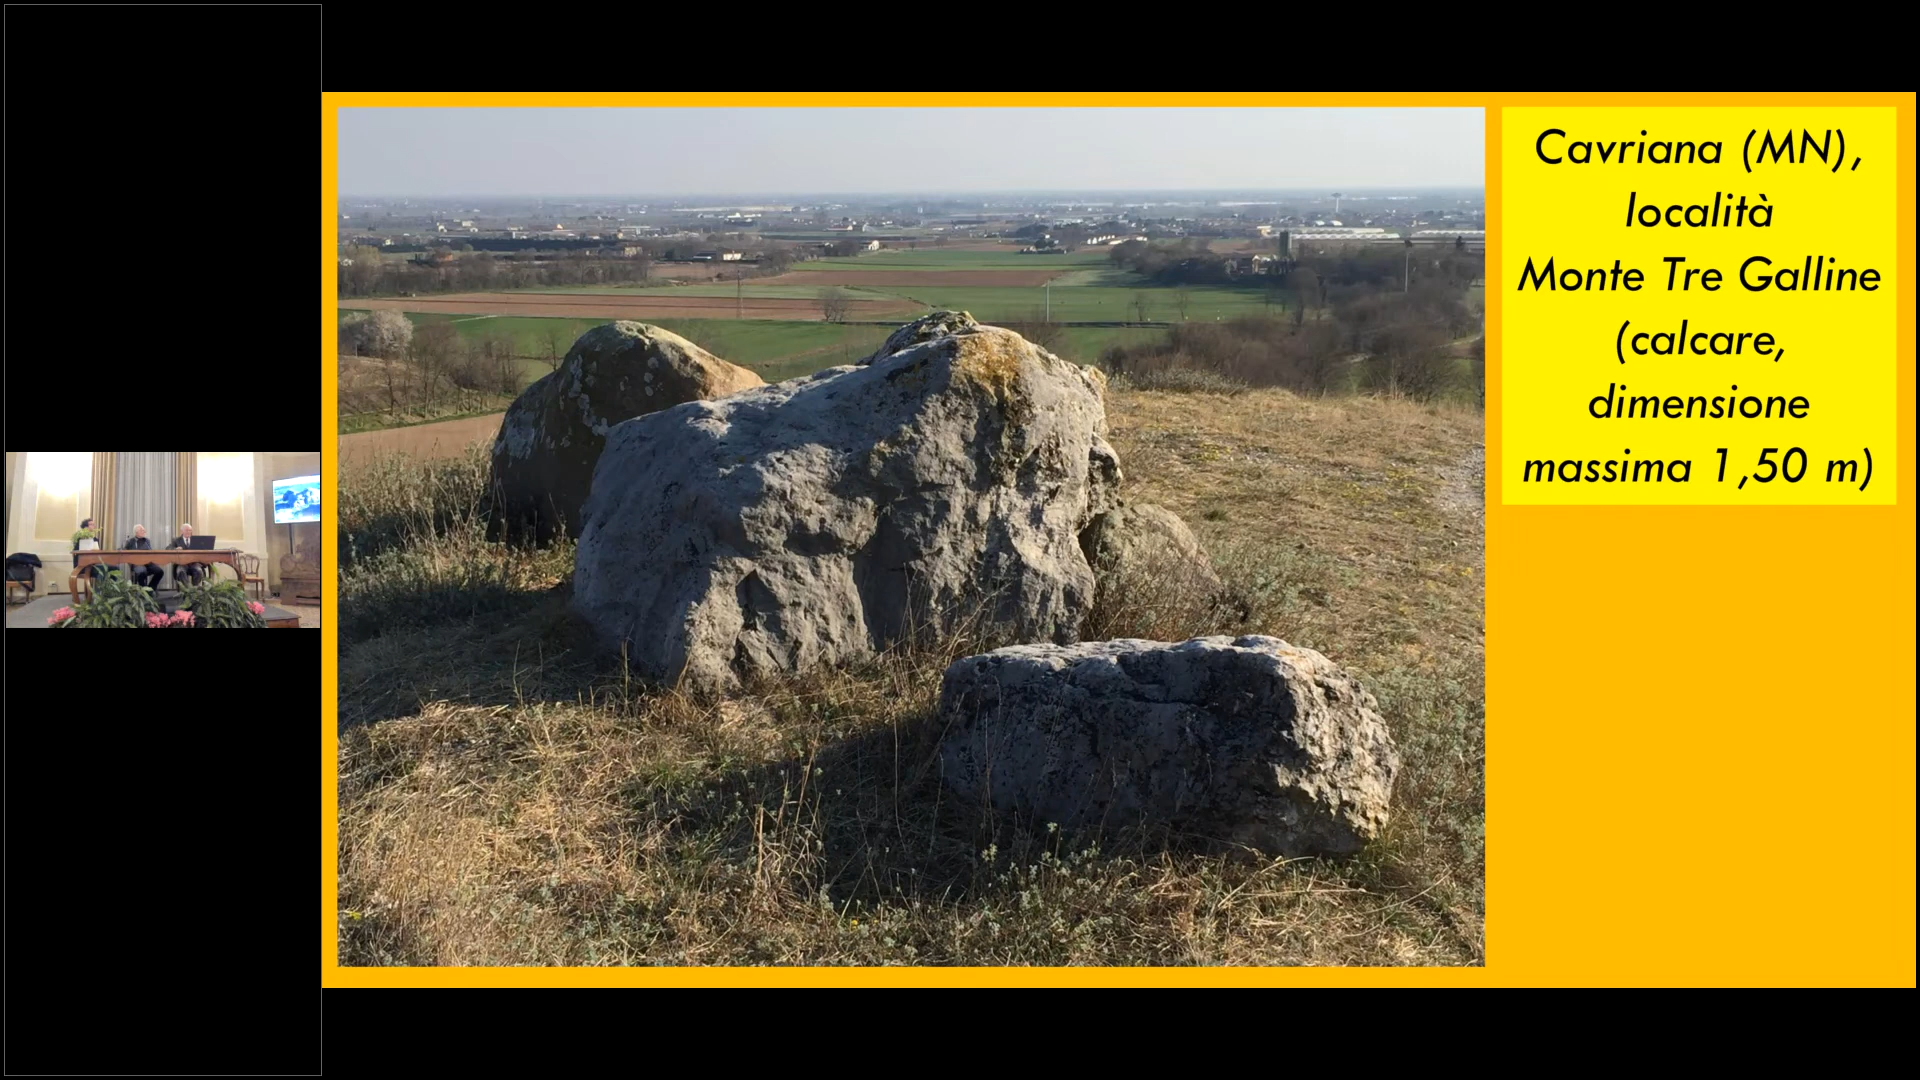 Cavriana (MN),
località
Monte Tre Galline
(calcare,
dimensione
massima 1,50 m)